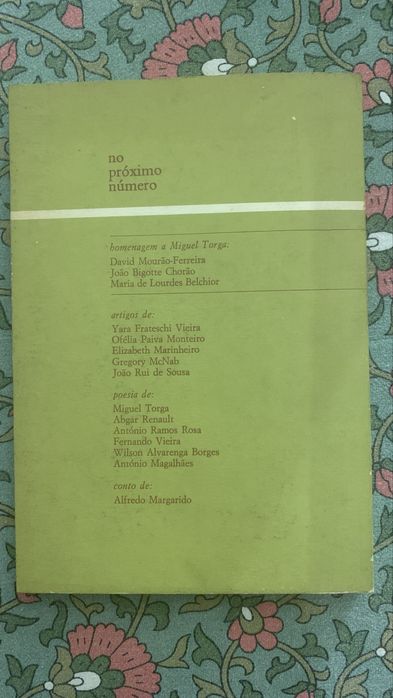 no
próximo
número
homenagem a Miguel Torga:
David Mourão-Ferreira
João Bigotte Chorão
Maria de Lourdes Belchior
artigos de:
Yara Frateschi Vieira
Ofélia Paiva Monteiro
Elizabeth Marinheiro
Gregory McNab
João Rui de Sousa
poesia de:
Miguel Torga
Abgar Renault
António Ramos Rosa
Fernando Vieira
Wilson Alvarenga Borges
António Magalhães
conto de:
Alfredo Margarido